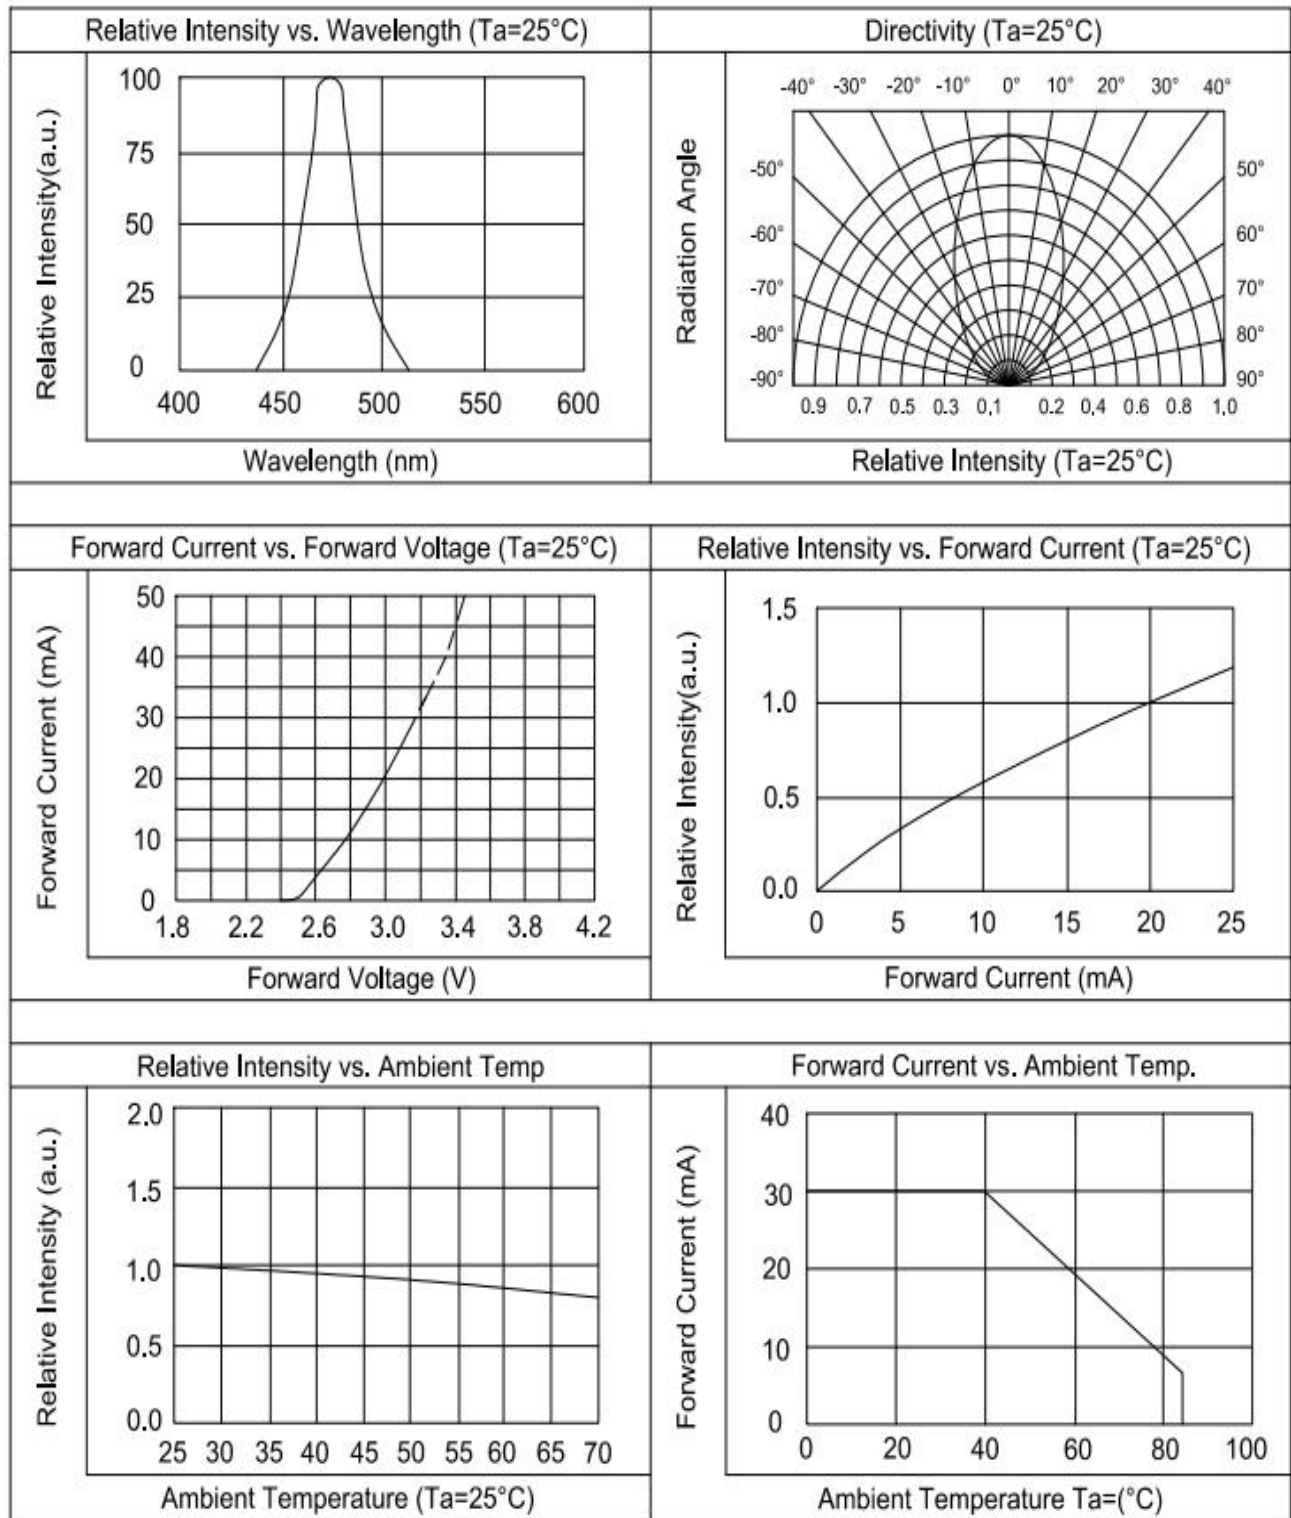 Relative Intensity vs. Wavelength (Ta=25°C)
Relative Intensity(a.u.)
100
75
50
25
0
400 450 500 550 600
Wavelength (nm)
Directivity (Ta=25°C)
Radiation Angle
-40° -30° -20° -10° 0° 10° 20° 30° 40°
-50° 50°
-60° 60°
-70° 70°
-80° 80°
-90° 90°
0.9 0.7 0.5 0.3 0.1 0.2 0.4 0.6 0.8 1.0
Relative Intensity (Ta=25°C)
Forward Current vs. Forward Voltage (Ta=25°C)
Forward Current (mA)
50
40
30
20
10
0
1.8 2.2 2.6 3.0 3.4 3.8 4.2
Forward Voltage (V)
Relative Intensity vs. Forward Current (Ta=25°C)
Relative Intensity(a.u.)
1.5
1.0
0.5
0.0
0 5 10 15 20 25
Forward Current (mA)
Relative Intensity vs. Ambient Temp
Relative Intensity (a.u.)
2.0
1.5
1.0
0.5
0.0
25 30 35 40 45 50 55 60 65 70
Ambient Temperature (Ta=25°C)
Forward Current vs. Ambient Temp.
Forward Current (mA)
40
30
20
10
0
0 20 40 60 80 100
Ambient Temperature Ta=(°C)